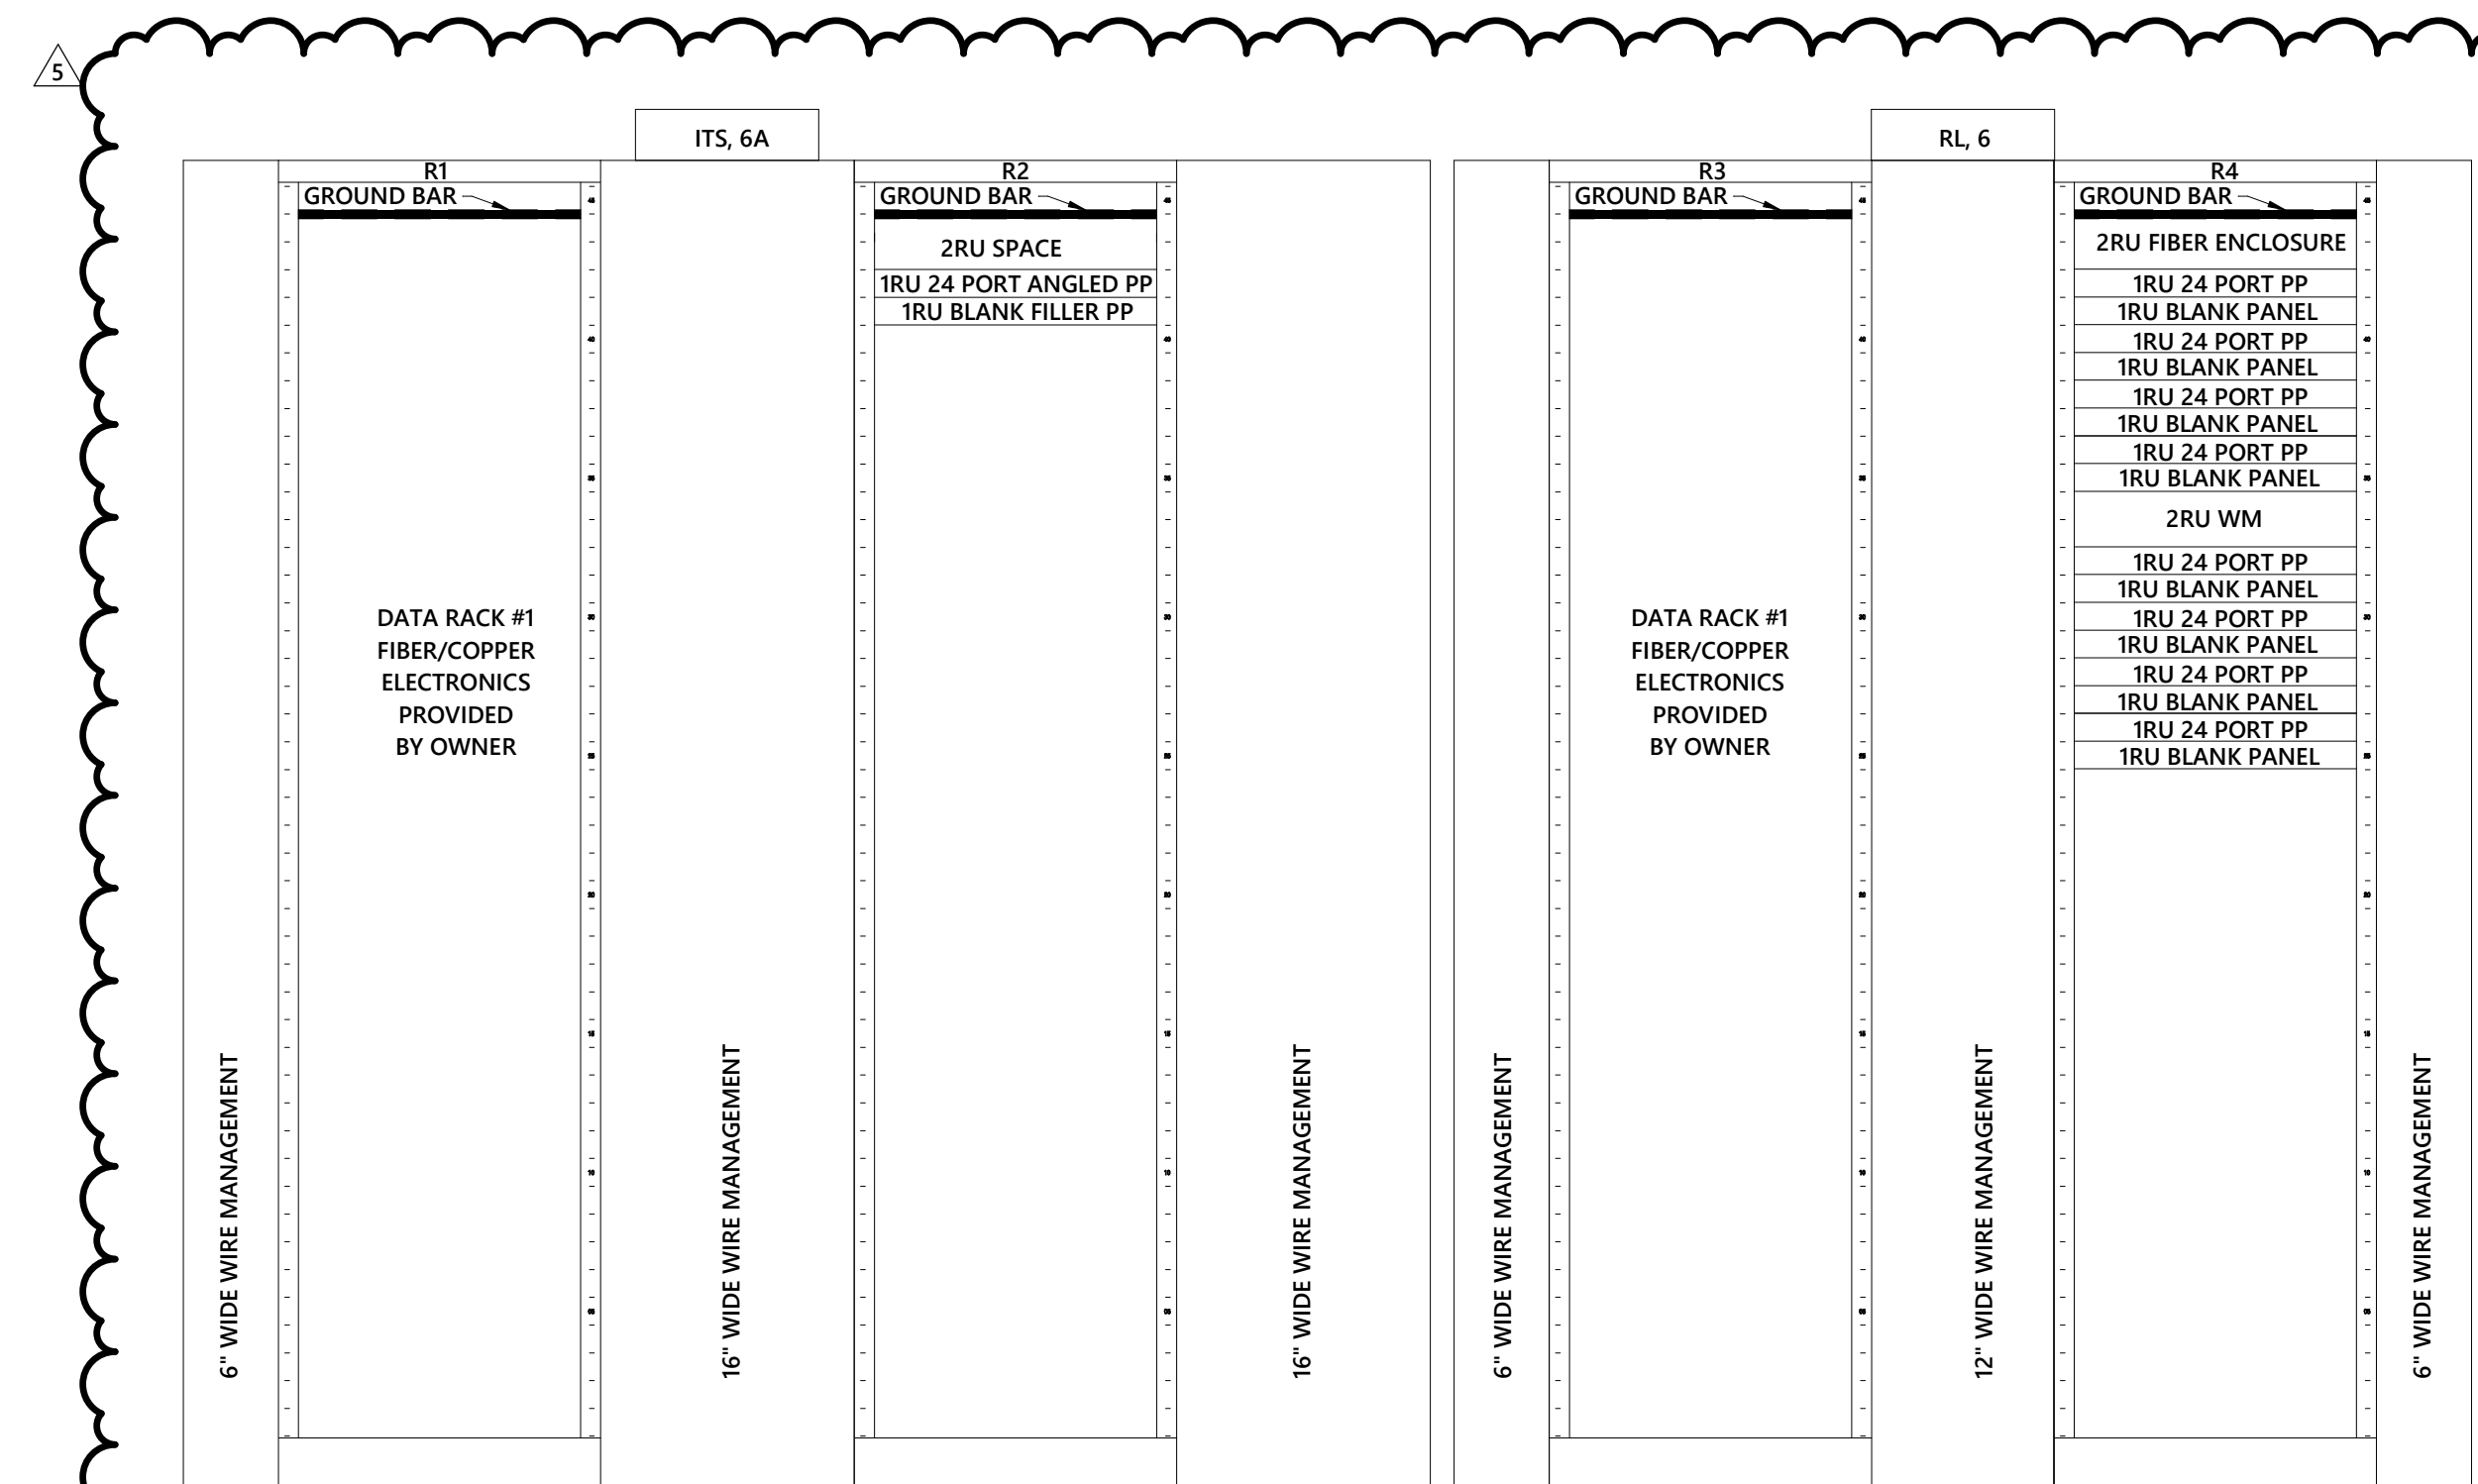 5
ITS, 6A
RL, 6
R1
GROUND BAR
DATA RACK #1
FIBER/COPPER
ELECTRONICS
PROVIDED
BY OWNER
6" WIDE WIRE MANAGEMENT
16" WIDE WIRE MANAGEMENT
R2
GROUND BAR
2RU SPACE
1RU 24 PORT ANGLED PP
1RU BLANK FILLER PP
16" WIDE WIRE MANAGEMENT
6" WIDE WIRE MANAGEMENT
R3
GROUND BAR
DATA RACK #1
FIBER/COPPER
ELECTRONICS
PROVIDED
BY OWNER
12" WIDE WIRE MANAGEMENT
R4
GROUND BAR
2RU FIBER ENCLOSURE
1RU 24 PORT PP
1RU BLANK PANEL
1RU 24 PORT PP
1RU BLANK PANEL
1RU 24 PORT PP
1RU BLANK PANEL
1RU 24 PORT PP
1RU BLANK PANEL
2RU WM
1RU 24 PORT PP
1RU BLANK PANEL
1RU 24 PORT PP
1RU BLANK PANEL
1RU 24 PORT PP
1RU BLANK PANEL
1RU 24 PORT PP
1RU BLANK PANEL
6" WIDE WIRE MANAGEMENT